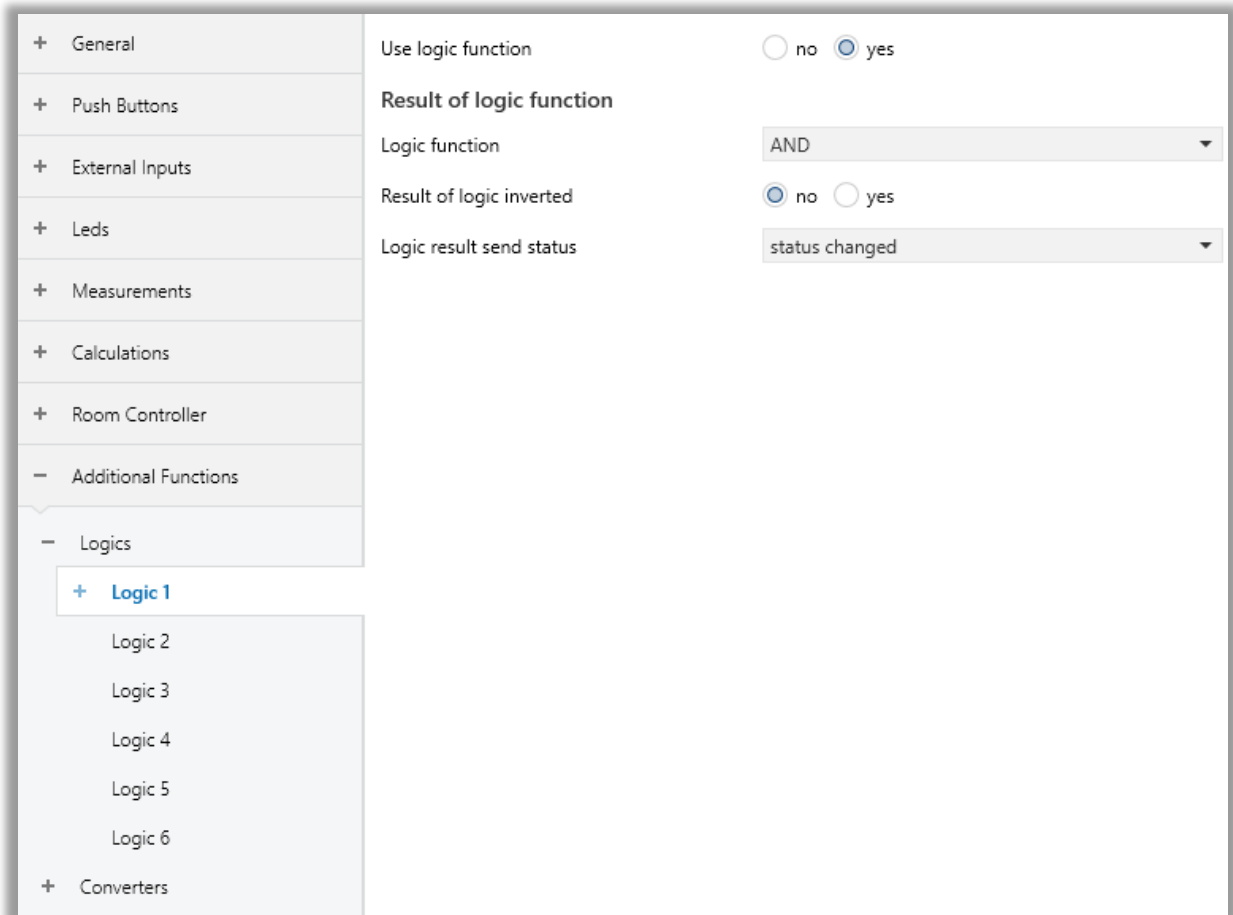 General
Push Buttons
External Inputs
Leds
Measurements
Calculations
Room Controller
Additional Functions
Logics
Logic 1
Logic 2
Logic 3
Logic 4
Logic 5
Logic 6
Converters
Use logic function no yes
Result of logic function
Logic function AND
Result of logic inverted no yes
Logic result send status status changed